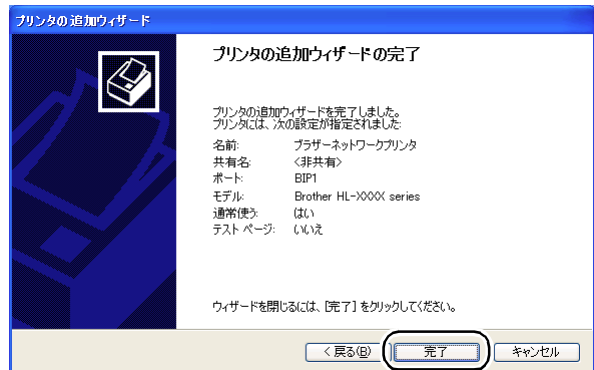 プリンタの追加ウィザード
プリンタの追加ウィザードの完了
プリンタの追加ウィザードを完了しました。
プリンタには、次の設定が指定されました:
名前: ブラザーネットワークプリンタ
共有名: <非共有>
ポート: BIP1
モデル: Brother HL-XXXX series
通常使う: はい
テスト ページ: いいえ
ウィザードを閉じるには、[完了] をクリックしてください。
< 戻る(B) 完了 キャンセル